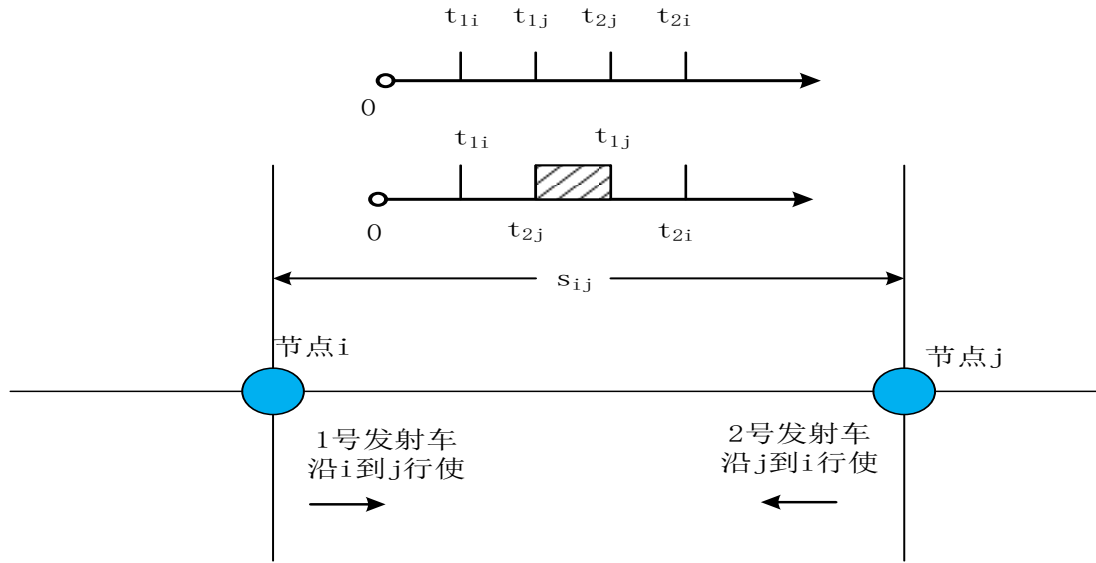 t₁ᵢ t₁ⱼ t₂ⱼ t₂ᵢ
0
t₁ᵢ t₁ⱼ
0 t₂ⱼ t₂ᵢ
sᵢⱼ
节点i
节点j
1号发射车
沿i到j行使
2号发射车
沿j到i行使